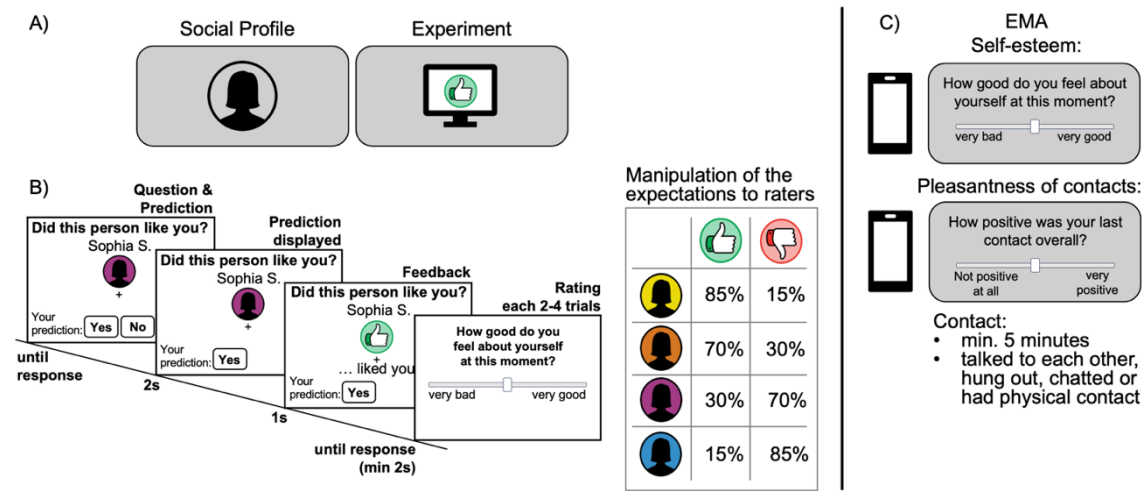 A)
Social Profile
Experiment
B)
Question &
Prediction
Did this person like you?
Sophia S.
+
Your
prediction:
Yes
No
until
response
Prediction
displayed
Did this person like you?
Sophia S.
+
Your
prediction:
Yes
2s
Feedback
Did this person like you?
Sophia S.
+
... liked you
Your
prediction:
Yes
1s
Rating
each 2-4 trials
How good do you
feel about yourself
at this moment?
very bad
very good
until response
(min 2s)
Manipulation of the
expectations to raters
85% 15%
70% 30%
30% 70%
15% 85%
C)
EMA
Self-esteem:
How good do you feel about
yourself at this moment?
very bad
very good
Pleasantness of contacts:
How positive was your last
contact overall?
Not positive
at all
very
positive
Contact:
• min. 5 minutes
• talked to each other,
hung out, chatted or
had physical contact